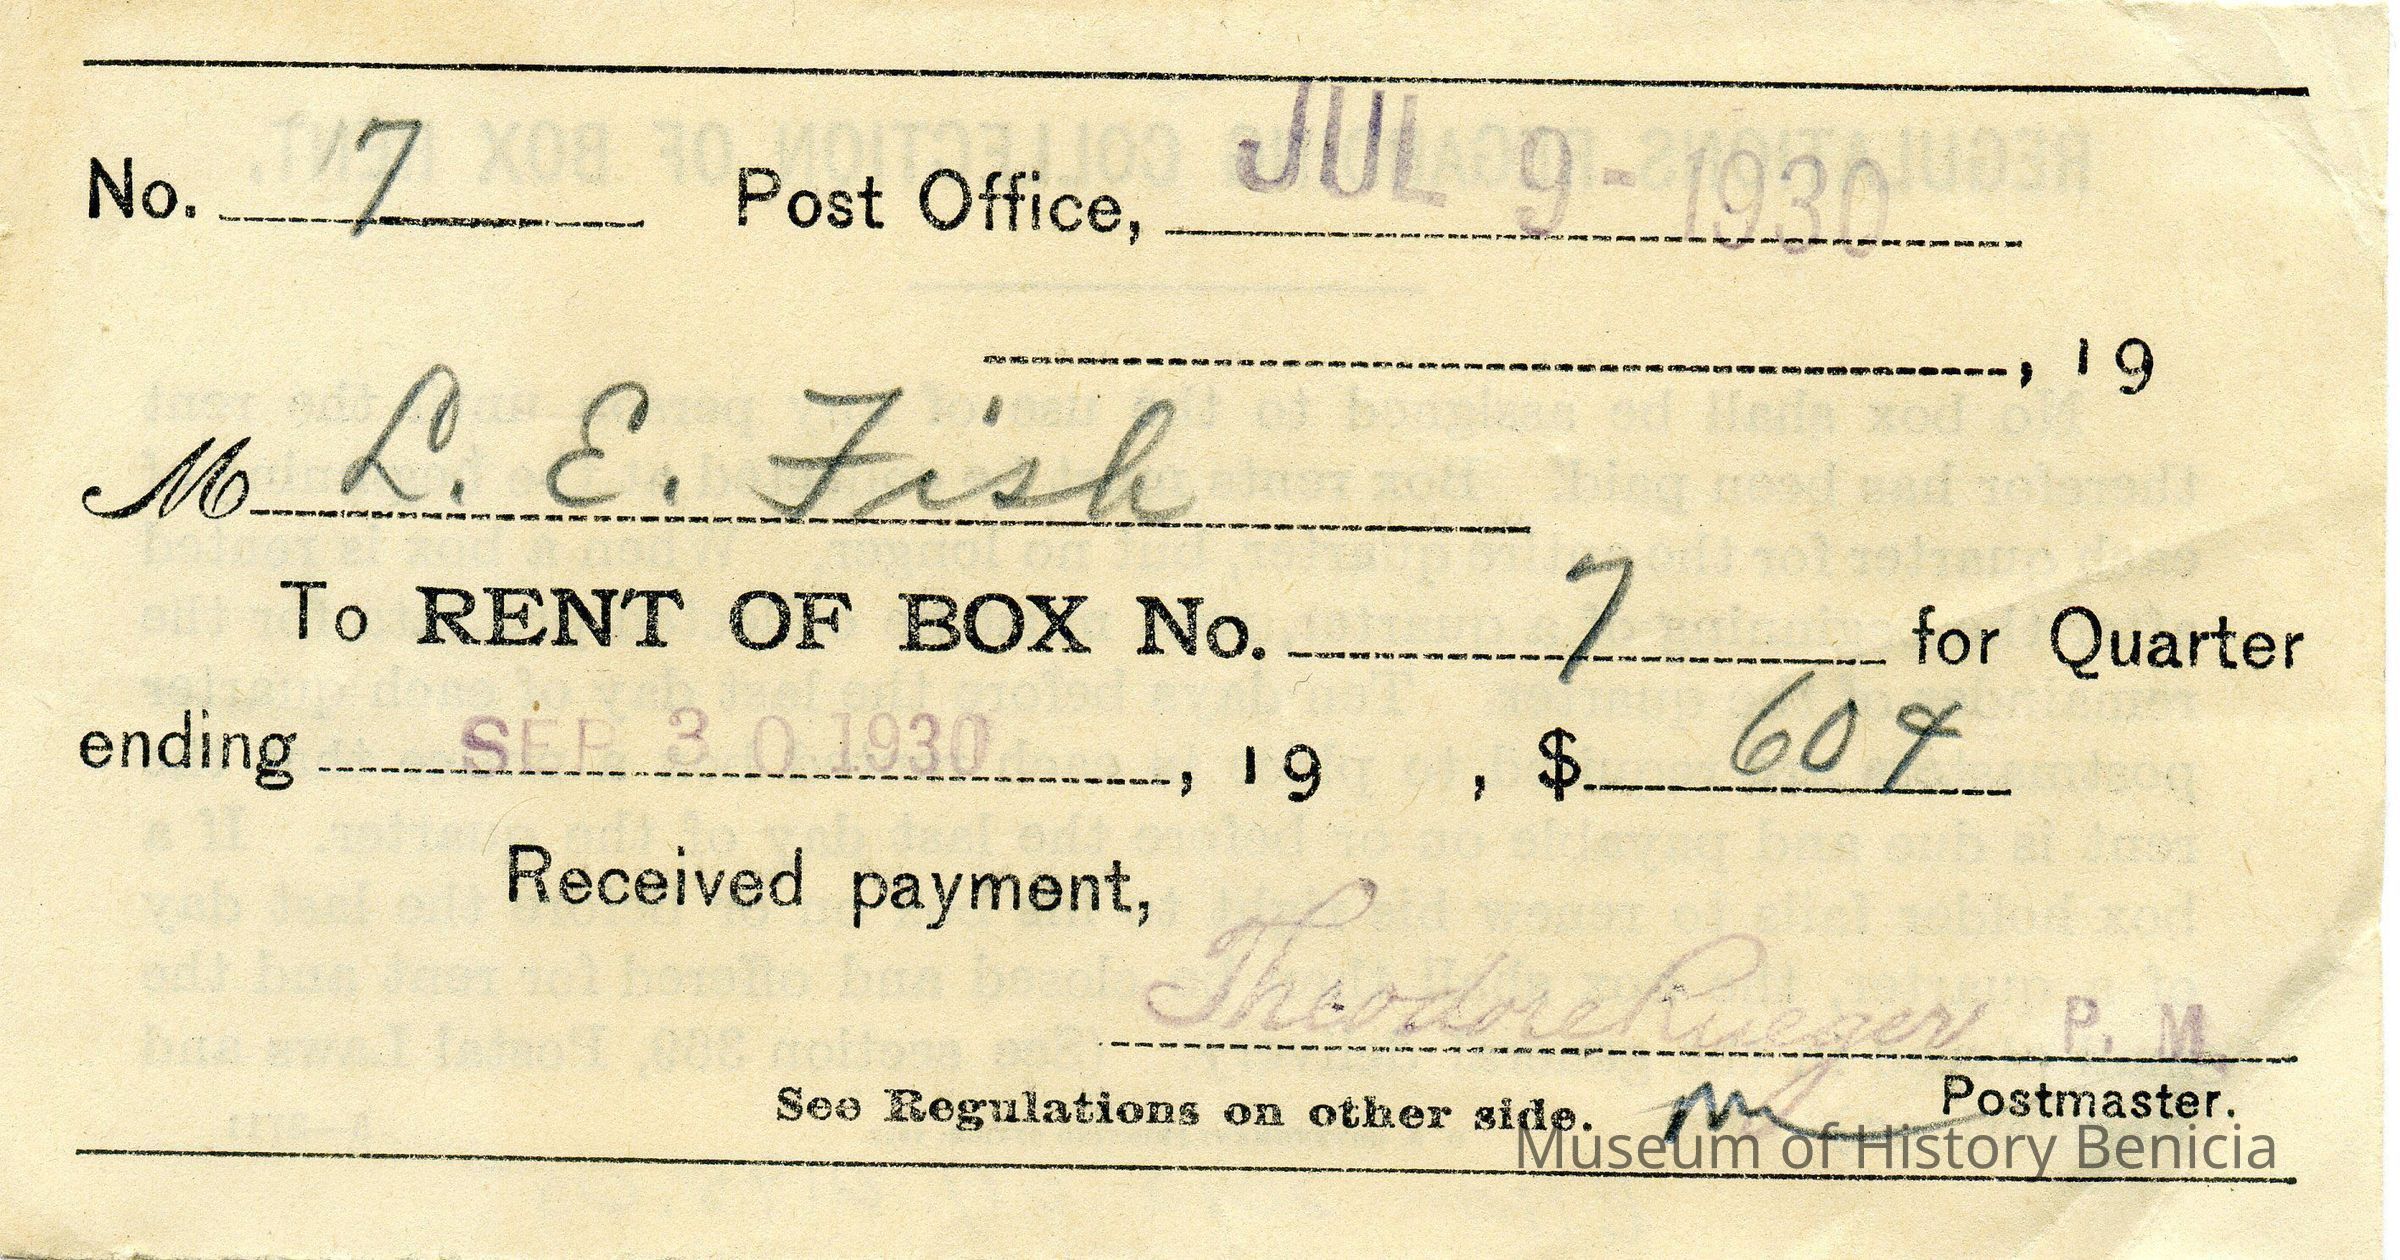 No. 7 Post Office, JUL 9 - 1930
, 19
M L. E. Fish
To RENT OF BOX No. 7 for Quarter
ending SEP 30 1930, 19 , $ 60¢
Received payment,
Theodore Rueger P. M.
See Regulations on other side. Postmaster.
Museum of History Benicia